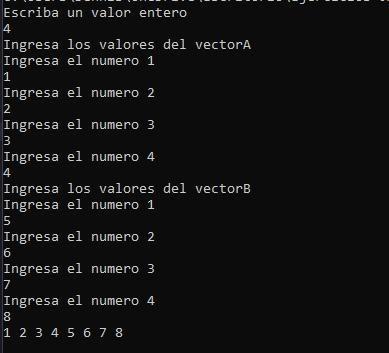 Escriba un valor entero
4
Ingresa los valores del vectorA
Ingresa el numero 1
1
Ingresa el numero 2
2
Ingresa el numero 3
3
Ingresa el numero 4
4
Ingresa los valores del vectorB
Ingresa el numero 1
5
Ingresa el numero 2
6
Ingresa el numero 3
7
Ingresa el numero 4
8
1 2 3 4 5 6 7 8